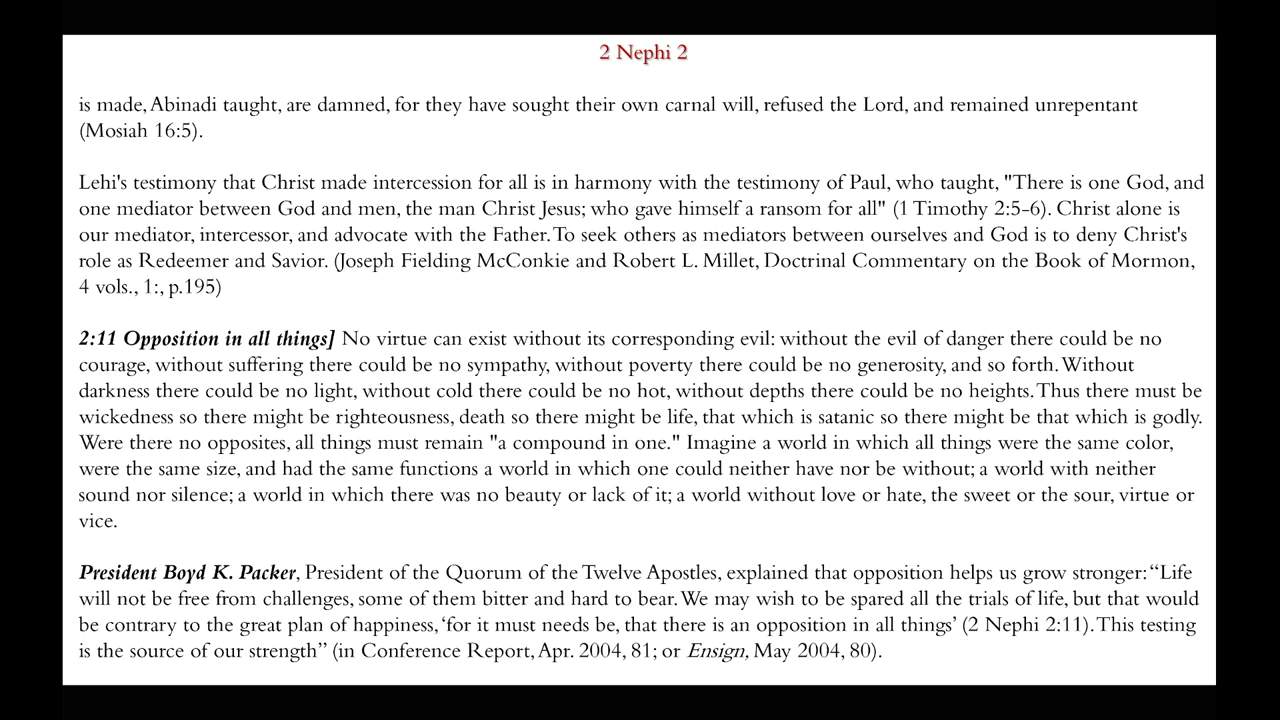 2 Nephi 2
is made, Abinadi taught, are damned, for they have sought their own carnal will, refused the Lord, and remained unrepentant
(Mosiah 16:5).
Lehi's testimony that Christ made intercession for all is in harmony with the testimony of Paul, who taught, "There is one God, and
one mediator between God and men, the man Christ Jesus; who gave himself a ransom for all" (1 Timothy 2:5-6). Christ alone is
our mediator, intercessor, and advocate with the Father. To seek others as mediators between ourselves and God is to deny Christ's
role as Redeemer and Savior. (Joseph Fielding McConkie and Robert L. Millet, Doctrinal Commentary on the Book of Mormon,
4 vols., 1:, p.195)
2:11 Opposition in all things] No virtue can exist without its corresponding evil: without the evil of danger there could be no
courage, without suffering there could be no sympathy, without poverty there could be no generosity, and so forth. Without
darkness there could be no light, without cold there could be no hot, without depths there could be no heights. Thus there must be
wickedness so there might be righteousness, death so there might be life, that which is satanic so there might be that which is godly.
Were there no opposites, all things must remain "a compound in one." Imagine a world in which all things were the same color,
were the same size, and had the same functions a world in which one could neither have nor be without; a world with neither
sound nor silence; a world in which there was no beauty or lack of it; a world without love or hate, the sweet or the sour, virtue or
vice.
President Boyd K. Packer, President of the Quorum of the Twelve Apostles, explained that opposition helps us grow stronger: “Life
will not be free from challenges, some of them bitter and hard to bear. We may wish to be spared all the trials of life, but that would
be contrary to the great plan of happiness, ‘for it must needs be, that there is an opposition in all things’ (2 Nephi 2:11). This testing
is the source of our strength” (in Conference Report, Apr. 2004, 81; or Ensign, May 2004, 80).